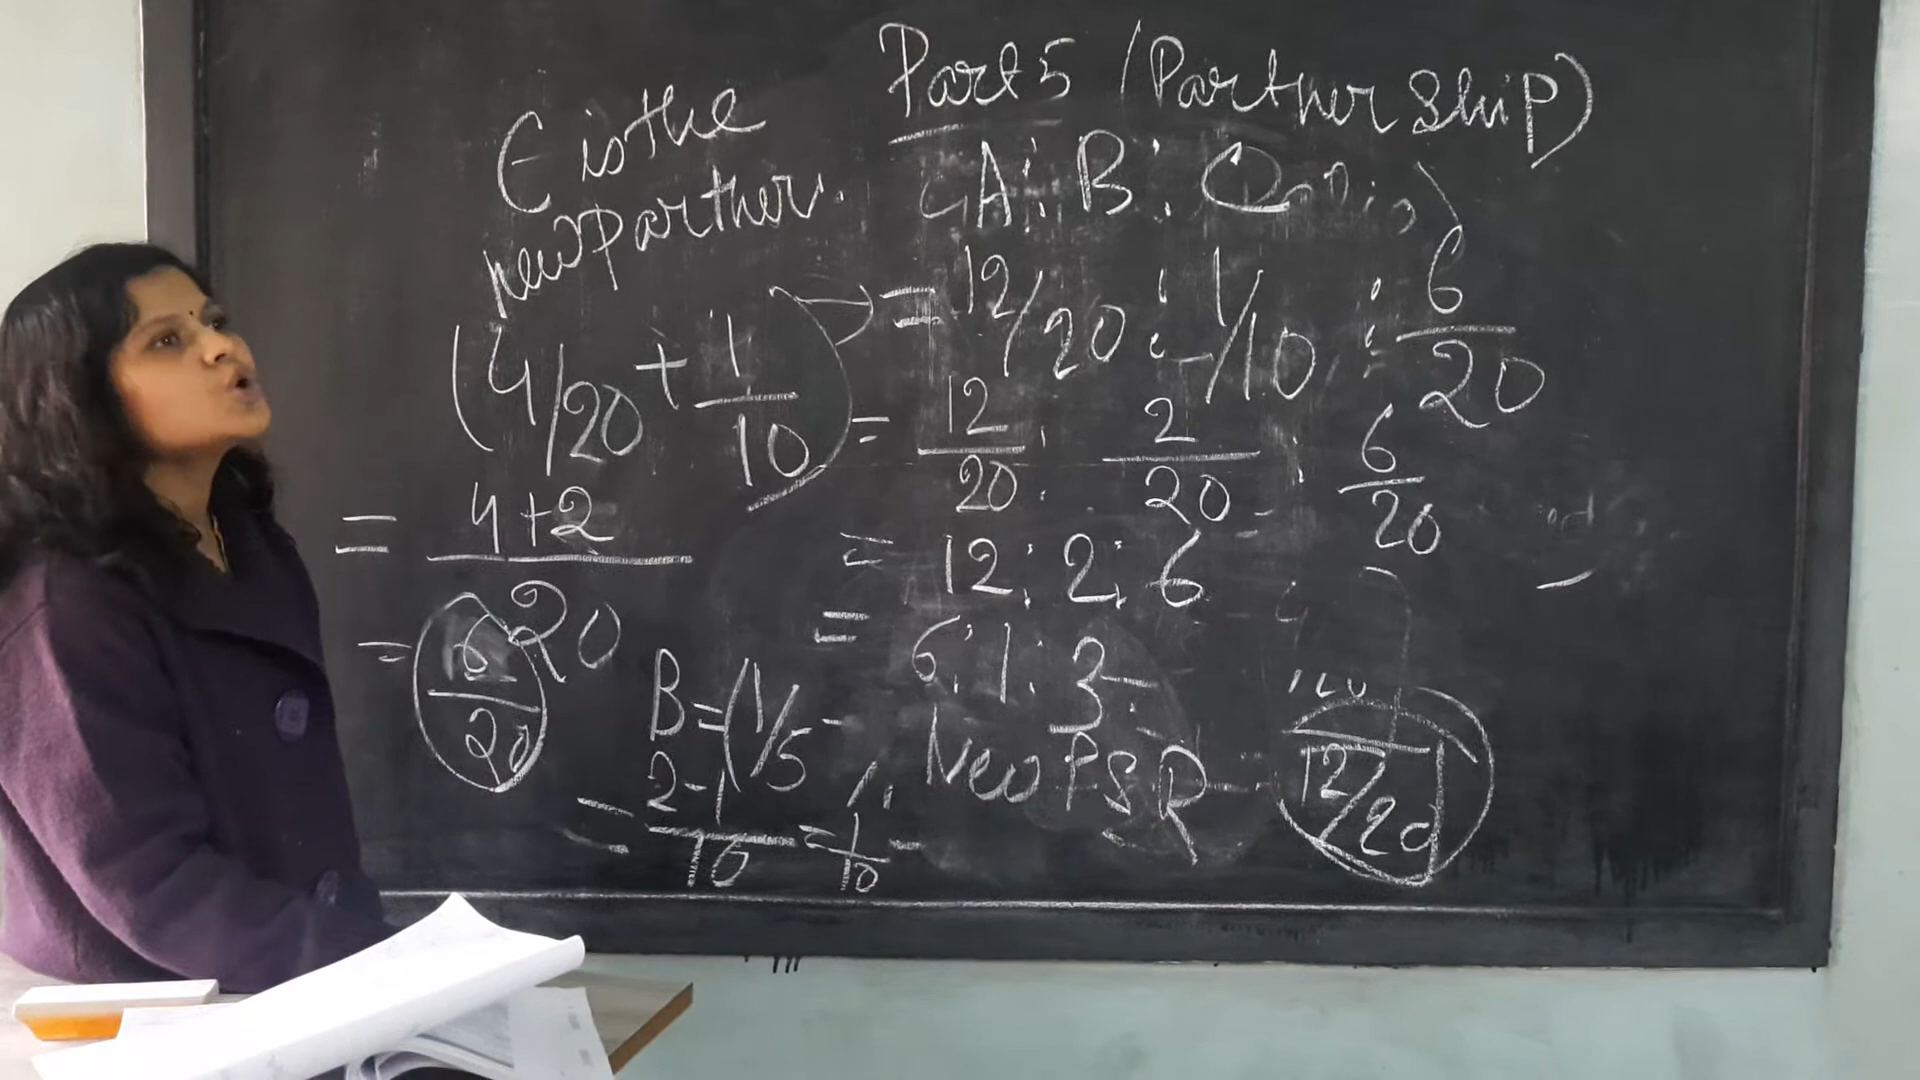 Part 5 (Partnership)
C is the
new partner.
(4/20 + 1/10)
= 4+2/20
= 6/20
A : B : C
= 12/20 : 1/10 : 6/20
= 12/20 : 2/20 : 6/20
= 12 : 2 : 6
= 6 : 1 : 3
New PSR
B = (1/5 -
= 2-1/10 = 1/10
12/20